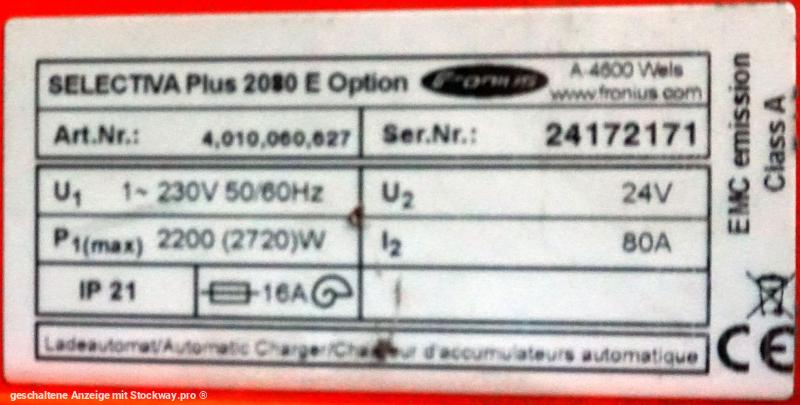 SELECTIVA Plus 2080 E Option Fronius A-4600 Wels
www.fronius.com
Art.Nr.: 4,010,060,627 Ser.Nr.: 24172171
U1 1~ 230V 50/60Hz U2 24V
P1(max) 2200 (2720)W I2 80A
IP 21 16A
Ladeautomat/Automatic Charger/Chargeur d'accumulateurs automatique
EMC emission
Class A
CE
geschaltene Anzeige mit Stockway.pro ®